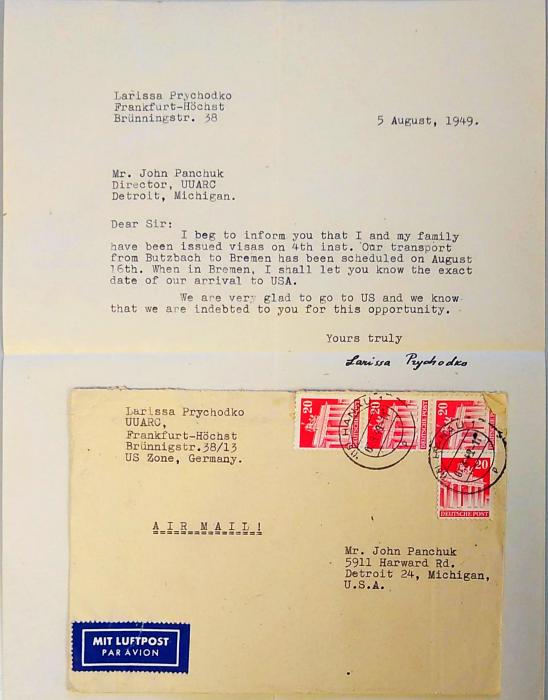 Larissa Prychodko
Frankfurt-Höchst
Brünningstr. 38
5 August, 1949.
Mr. John Panchuk
Director, UUARC
Detroit, Michigan.
Dear Sir:
I beg to inform you that I and my family
have been issued visas on 4th inst. Our transport
from Butzbach to Bremen has been scheduled on August
16th. When in Bremen, I shall let you know the exact
date of our arrival to USA.
We are very glad to go to US and we know
that we are indebted to you for this opportunity.
Yours truly
Larissa Prychodko
Larissa Prychodko
UUARC,
Frankfurt-Höchst
Brünnigstr.38/13
US Zone, Germany.
20
20
20
DEUTSCHE POST
DEUTSCHE POST
20
DEUTSCHE POST
AIR MAIL!
Mr. John Panchuk
5911 Harward Rd.
Detroit 24, Michigan,
U.S.A.
MIT LUFTPOST
PAR AVION